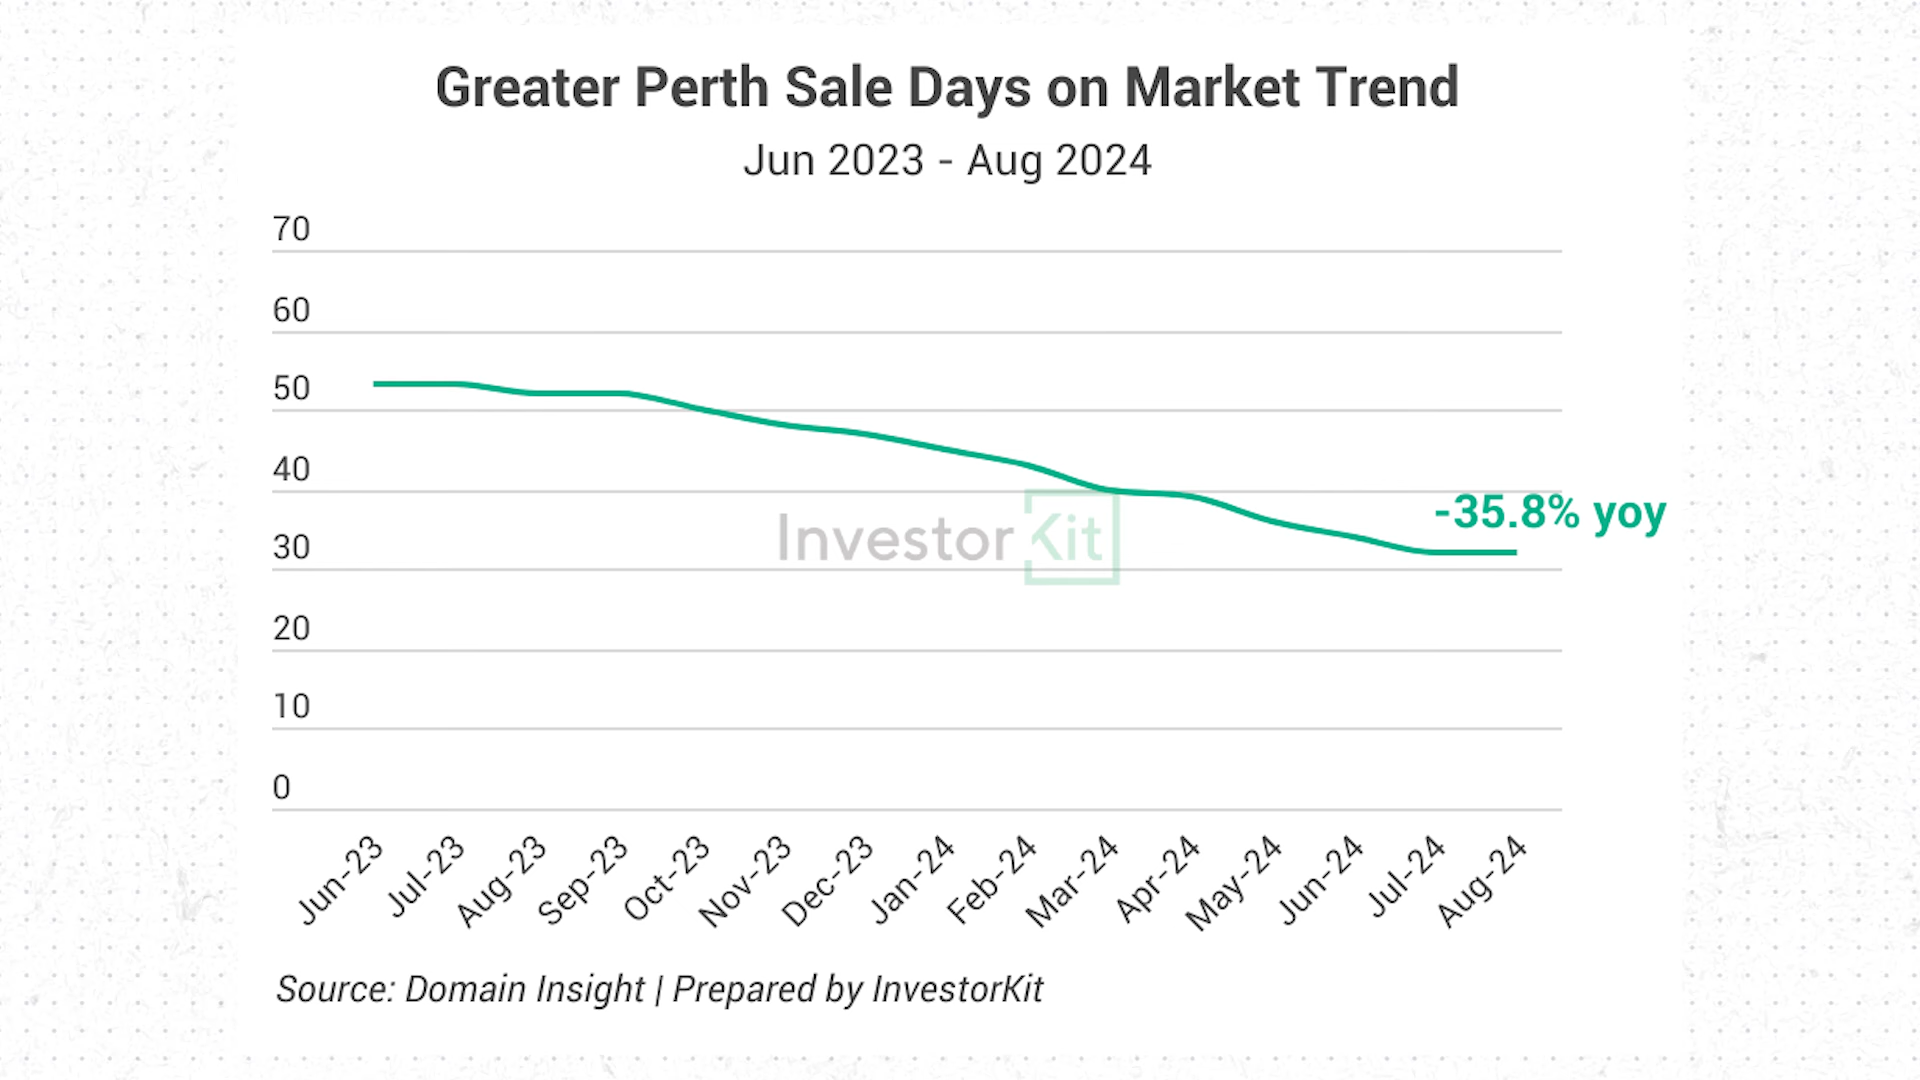 Greater Perth Sale Days on Market Trend
Jun 2023 - Aug 2024
70
60
50
40
30
20
10
0
-35.8% yoy
InvestorKit
Jun-23
Jul-23
Aug-23
Sep-23
Oct-23
Nov-23
Dec-23
Jan-24
Feb-24
Mar-24
Apr-24
May-24
Jun-24
Jul-24
Aug-24
Source: Domain Insight | Prepared by InvestorKit